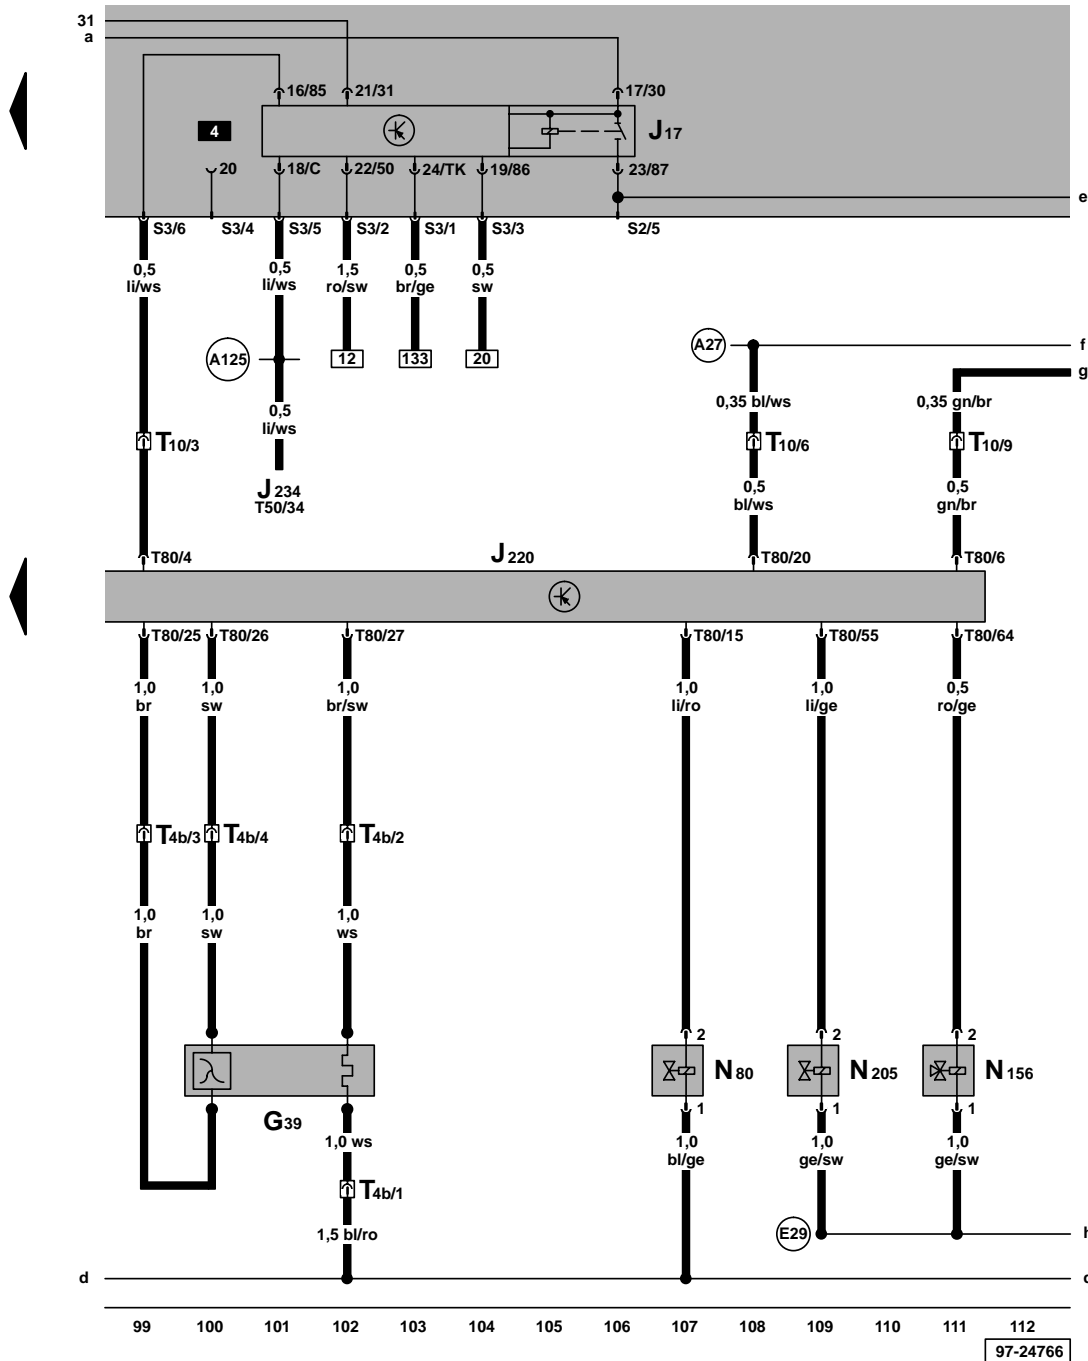 31
a
16/85 21/31 17/30
4
J17
20 18/C 22/50 24/TK 19/86 23/87
e
S3/6 S3/4 S3/5 S3/2 S3/1 S3/3 S2/5
0,5 0,5 1,5 0,5 0,5
li/ws li/ws ro/sw br/ge sw
A125 12 133 20 A27 f
g
0,5
li/ws
0,35 bl/ws 0,35 gn/br
T10/3 T10/6 T10/9
J234
T50/34
0,5 0,5
bl/ws gn/br
T80/4 J220 T80/20 T80/6
T80/25 T80/26 T80/27 T80/15 T80/55 T80/64
1,0 1,0 1,0 1,0 1,0 0,5
br sw br/sw li/ro li/ge ro/ge
T4b/3 T4b/4 T4b/2
1,0 1,0 1,0
br sw ws
2 2 2
N80 N205 N156
G39
1 1 1
1,0 ws
1,0 1,0 1,0
bl/ge ge/sw ge/sw
T4b/1
1,5 bl/ro
E29
d
99 100 101 102 103 104 105 106 107 108 109 110 111 112
97-24766